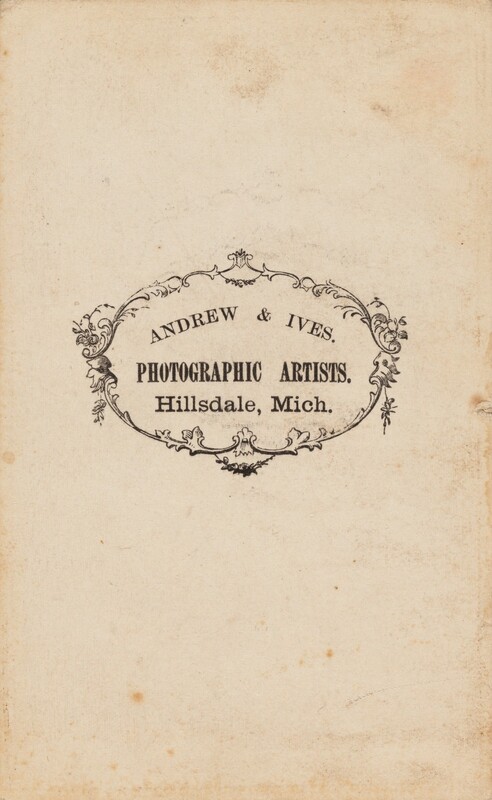 ANDREW & IVES.
PHOTOGRAPHIC ARTISTS.
Hillsdale, Mich.